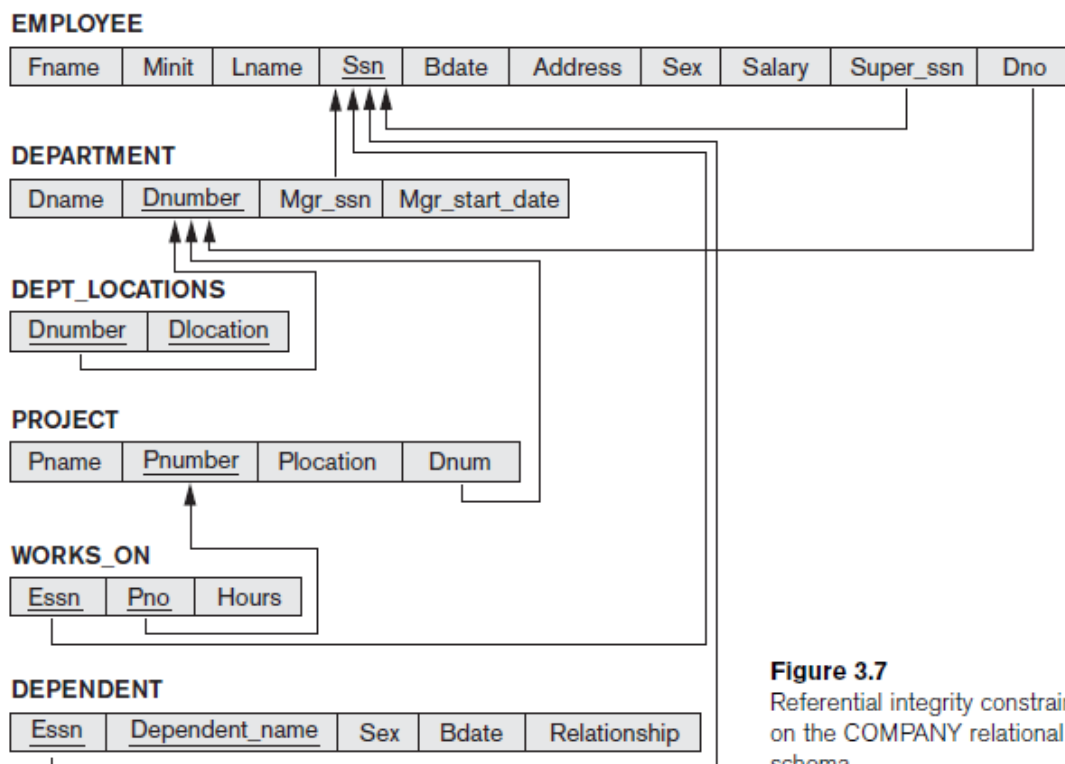 EMPLOYEE
Fname Minit Lname Ssn Bdate Address Sex Salary Super_ssn Dno
DEPARTMENT
Dname Dnumber Mgr_ssn Mgr_start_date
DEPT_LOCATIONS
Dnumber Dlocation
PROJECT
Pname Pnumber Plocation Dnum
WORKS_ON
Essn Pno Hours
DEPENDENT
Essn Dependent_name Sex Bdate Relationship
Figure 3.7
Referential integrity constrain
on the COMPANY relational
schema